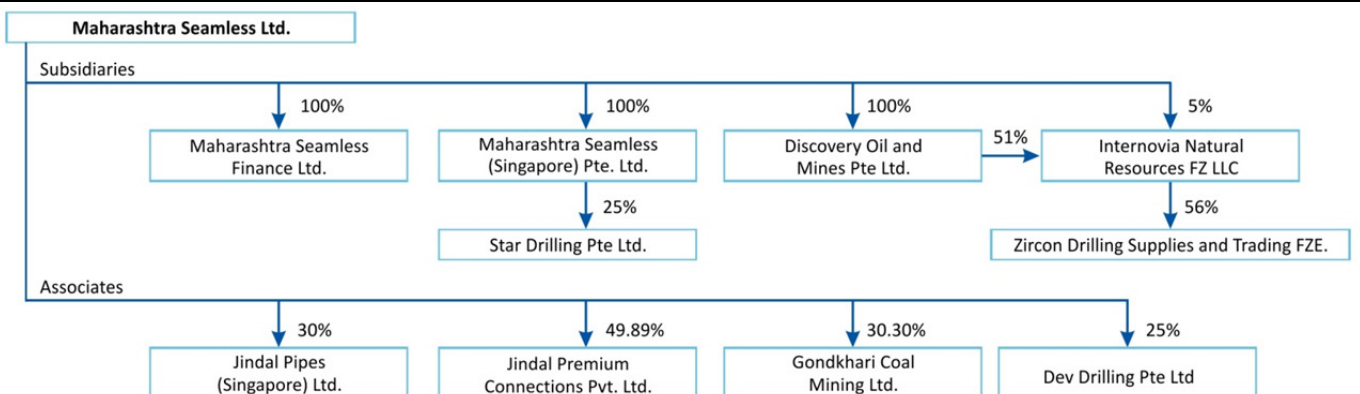 Maharashtra Seamless Ltd.
Subsidiaries
100%
100%
100%
5%
Maharashtra Seamless
Finance Ltd.
Maharashtra Seamless
(Singapore) Pte. Ltd.
Discovery Oil and
Mines Pte Ltd.
51%
Internovia Natural
Resources FZ LLC
25%
56%
Star Drilling Pte Ltd.
Zircon Drilling Supplies and Trading FZE.
Associates
30%
49.89%
30.30%
25%
Jindal Pipes
(Singapore) Ltd.
Jindal Premium
Connections Pvt. Ltd.
Gondkhari Coal
Mining Ltd.
Dev Drilling Pte Ltd